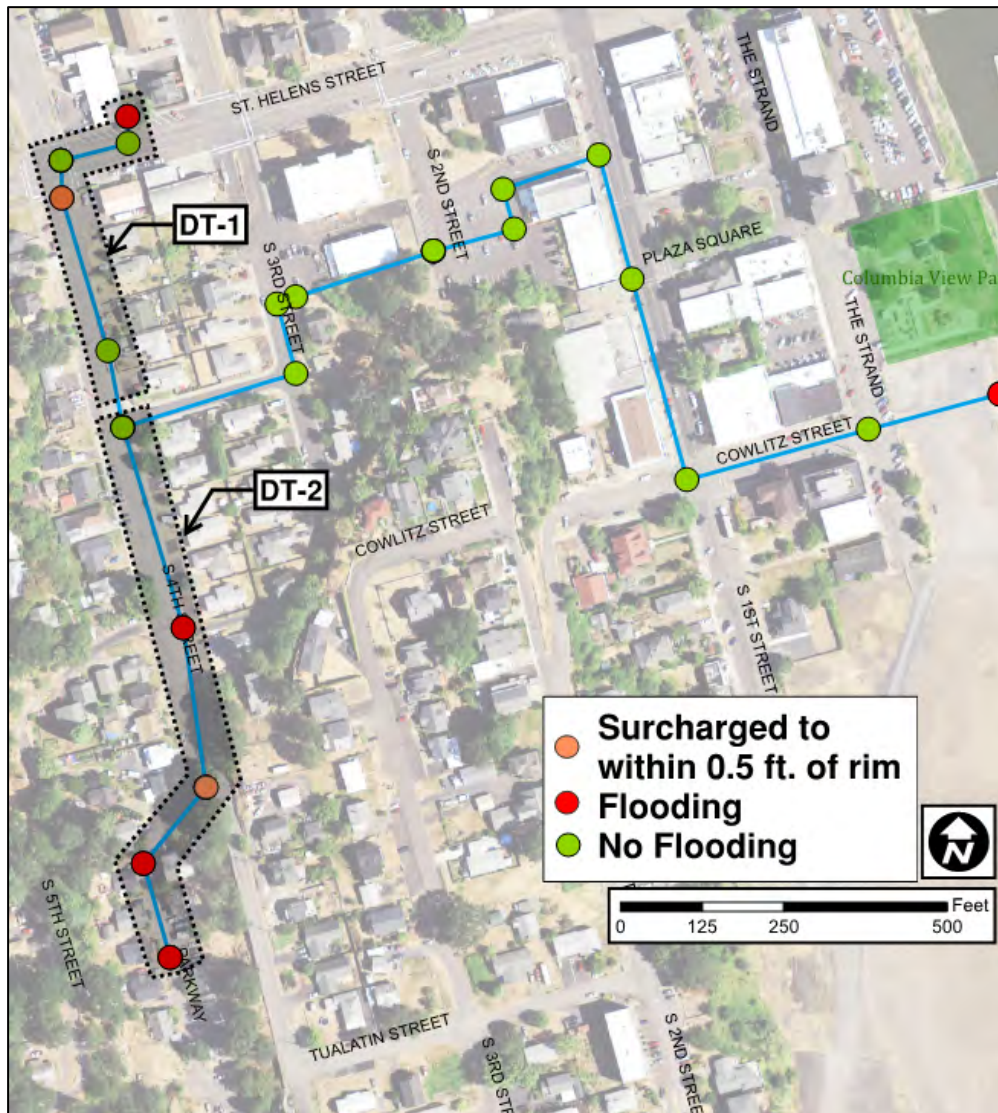 ST. HELENS STREET
THE STRAND
S 2ND STREET
DT-1
PLAZA SQUARE
S 3RD STREET
Columbia View Pa
THE STRAND
COWLITZ STREET
DT-2
COWLITZ STREET
S 4TH STREET
S 1ST STREET
Surcharged to
within 0.5 ft. of rim
Flooding
No Flooding
N
Feet
0 125 250 500
S 5TH STREET
PARKWAY
TUALATIN STREET
S 3RD STR
S 2ND STREET